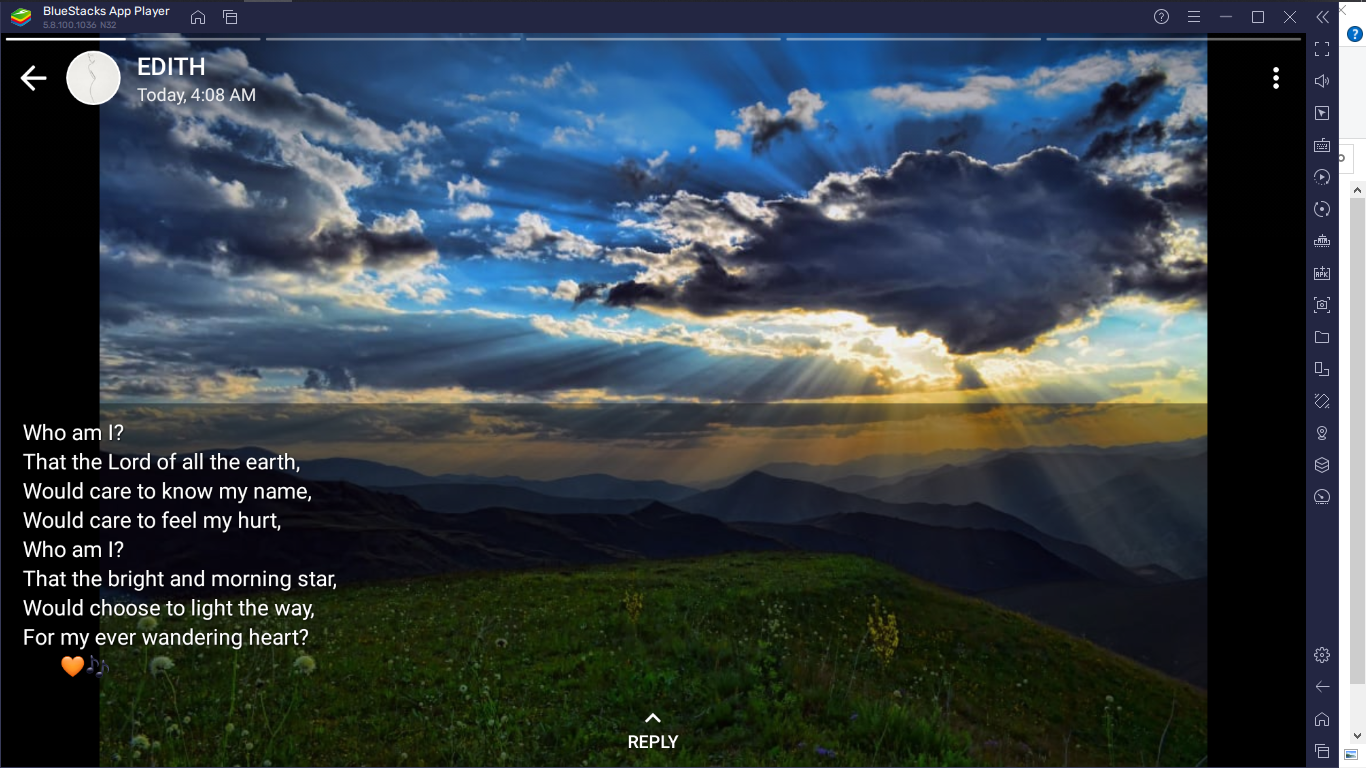 BlueStacks App Player
5.8.100.1036 N32
EDITH
Today, 4:08 AM
Who am I?
That the Lord of all the earth,
Would care to know my name,
Would care to feel my hurt,
Who am I?
That the bright and morning star,
Would choose to light the way,
For my ever wandering heart?
🧡🎶
REPLY
APK